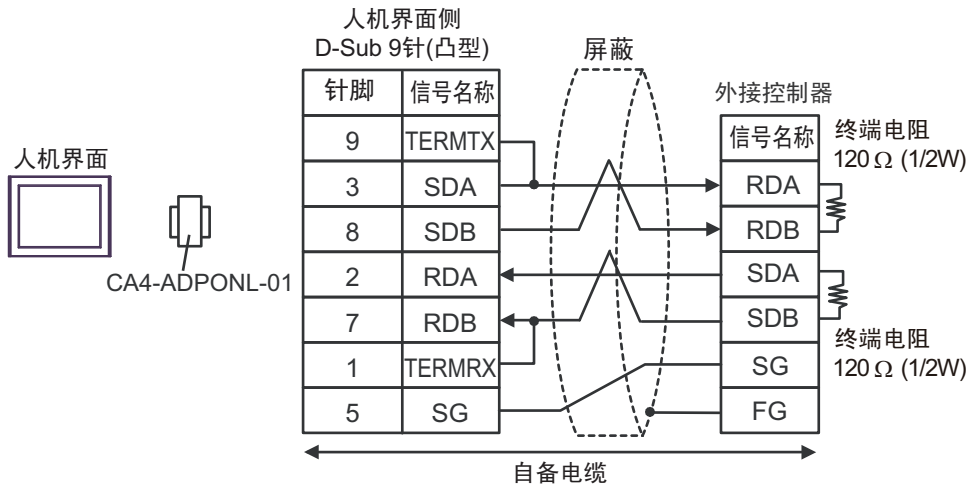 人机界面侧
D-Sub 9针(凸型)
屏蔽
针脚 信号名称
外接控制器
9 TERMTX
信号名称
终端电阻
120 Ω (1/2W)
人机界面
3 SDA
RDA
8 SDB
RDB
CA4-ADPONL-01
2 RDA
SDA
7 RDB
SDB
终端电阻
120 Ω (1/2W)
1 TERMRX
SG
5 SG
FG
自备电缆